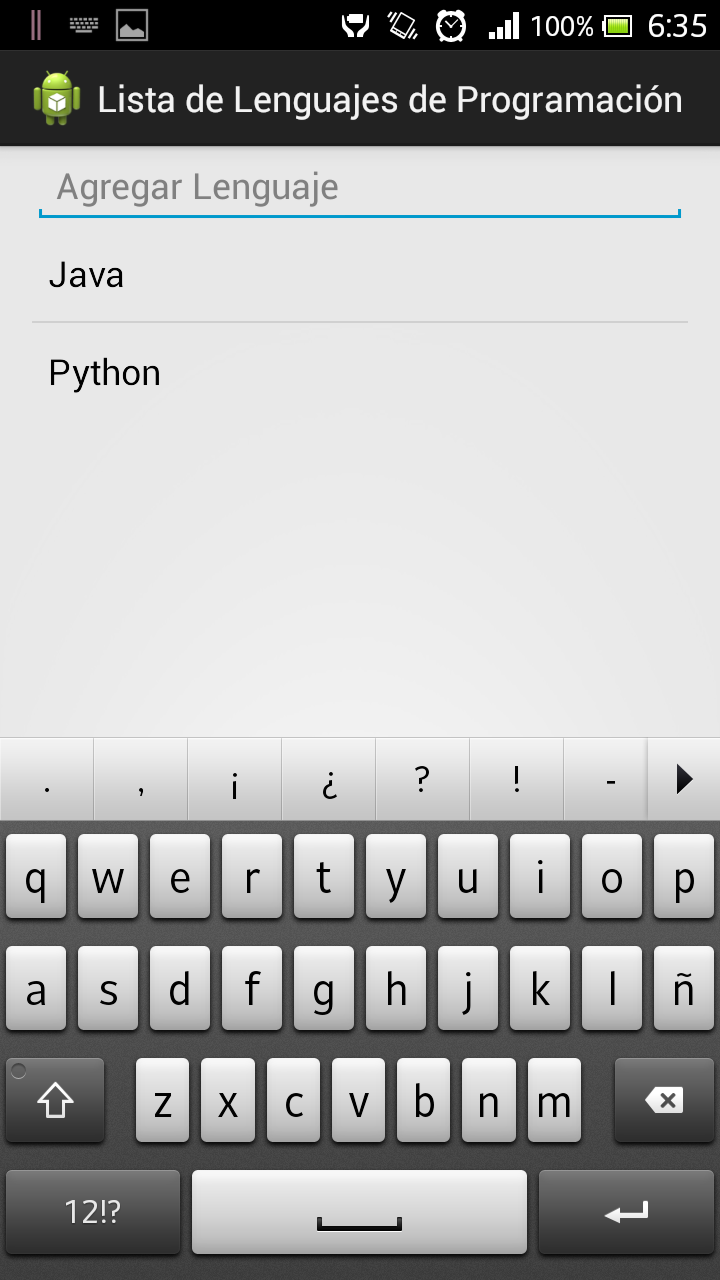 100% 6:35
Lista de Lenguajes de Programación
Agregar Lenguaje
Java
Python
. , ¡ ¿ ? ! -
q w e r t y u i o p
a s d f g h j k l ñ
z x c v b n m
12!?